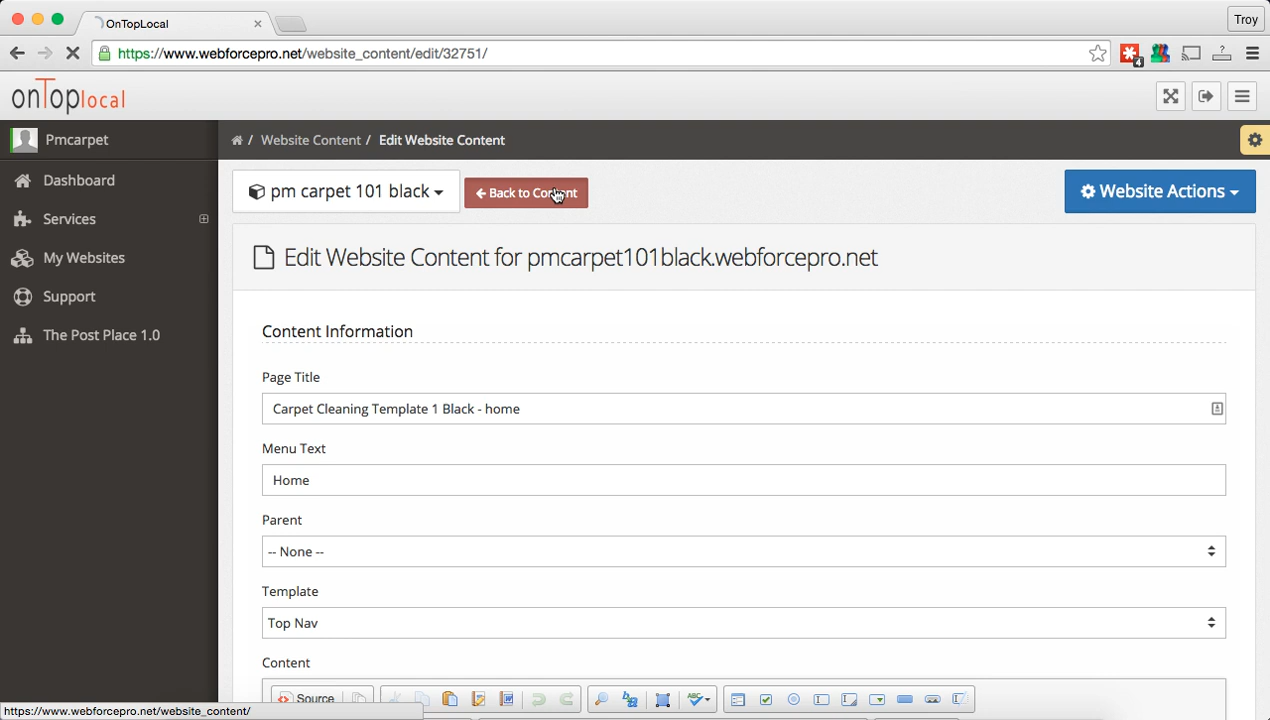 OnTopLocal
Troy
https://www.webforcepro.net/website_content/edit/32751/
4
onToplocal
Pmcarpet
/ Website Content / Edit Website Content
Dashboard
Services
My Websites
Support
The Post Place 1.0
pm carpet 101 black
Back to Content
Website Actions
Edit Website Content for pmcarpet101black.webforcepro.net
Content Information
Page Title
Carpet Cleaning Template 1 Black - home
Menu Text
Home
Parent
-- None --
Template
Top Nav
Content
Source
https://www.webforcepro.net/website_content/